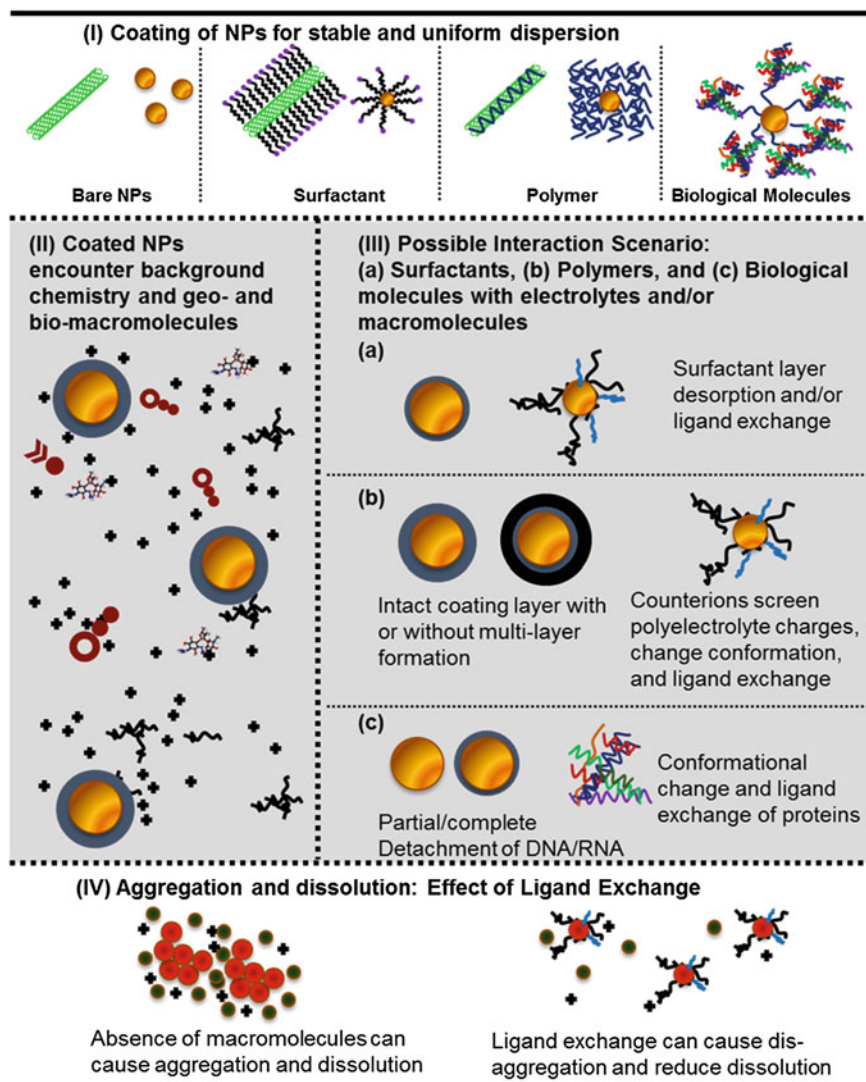 (I) Coating of NPs for stable and uniform dispersion
Bare NPs
Surfactant
Polymer
Biological Molecules
(II) Coated NPs
encounter background
chemistry and geo- and
bio-macromolecules
(III) Possible Interaction Scenario:
(a) Surfactants, (b) Polymers, and (c) Biological
molecules with electrolytes and/or
macromolecules
(a)
Surfactant layer
desorption and/or
ligand exchange
(b)
Intact coating layer with
or without multi-layer
formation
Counterions screen
polyelectrolyte charges,
change conformation,
and ligand exchange
(c)
Partial/complete
Detachment of DNA/RNA
Conformational
change and ligand
exchange of proteins
(IV) Aggregation and dissolution: Effect of Ligand Exchange
Absence of macromolecules can
cause aggregation and dissolution
Ligand exchange can cause dis-
aggregation and reduce dissolution